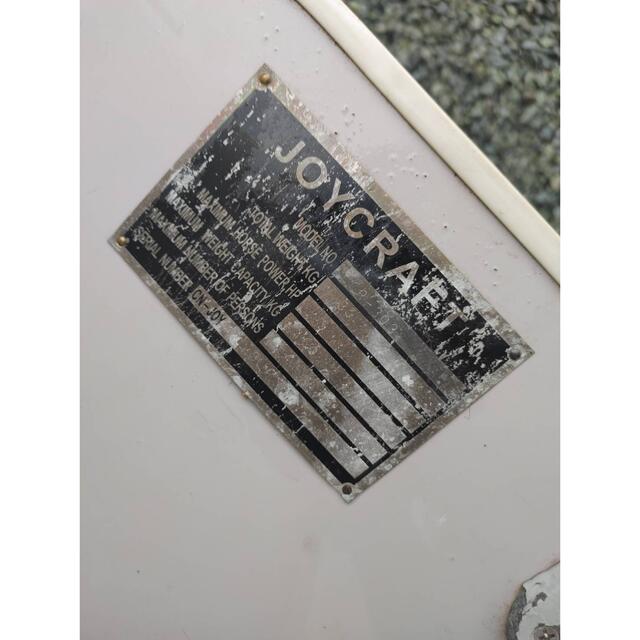 JOYCRAFT
MODEL NO
TOTAL WEIGHT/KG
MAXIMUM HORSE POWER/HP
MAXIMUM WEIGHT CAPACITY/KG
MAXIMUM NUMBER OF PERSONS
SERIAL NUMBER CN-JOY